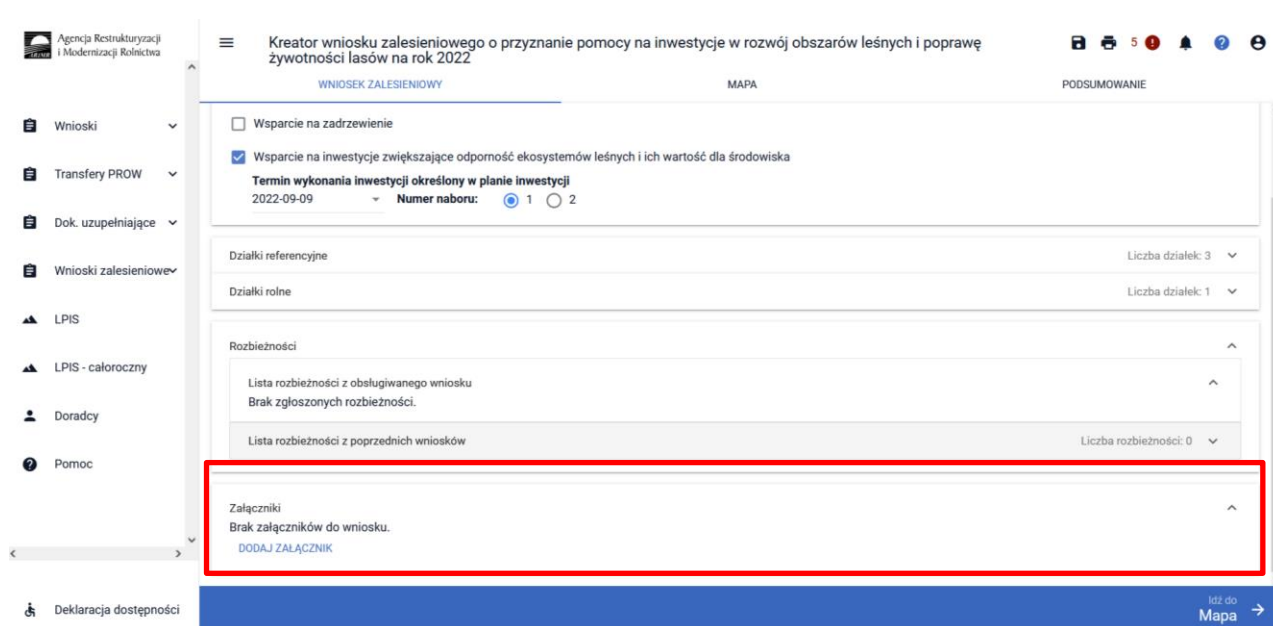 Agencja Restrukturyzacji
i Modernizacji Rolnictwa
Kreator wniosku zalesieniowego o przyznanie pomocy na inwestycje w rozwój obszarów leśnych i poprawę
żywotności lasów na rok 2022
5
WNIOSEK ZALESIENIOWY
MAPA
PODSUMOWANIE
Wnioski
Transfery PROW
Dok. uzupełniające
Wnioski zalesieniowe
LPIS
LPIS - całoroczny
Doradcy
Pomoc
Deklaracja dostępności
Wsparcie na zadrzewienie
Wsparcie na inwestycje zwiększające odporność ekosystemów leśnych i ich wartość dla środowiska
Termin wykonania inwestycji określony w planie inwestycji
2022-09-09 Numer naboru: 1 2
Działki referencyjne Liczba działek: 3
Działki rolne Liczba działek: 1
Rozbieżności
Lista rozbieżności z obsługiwanego wniosku
Brak zgłoszonych rozbieżności.
Lista rozbieżności z poprzednich wniosków Liczba rozbieżności: 0
Załączniki
Brak załączników do wniosku.
DODAJ ZAŁĄCZNIK
Idź do
Mapa